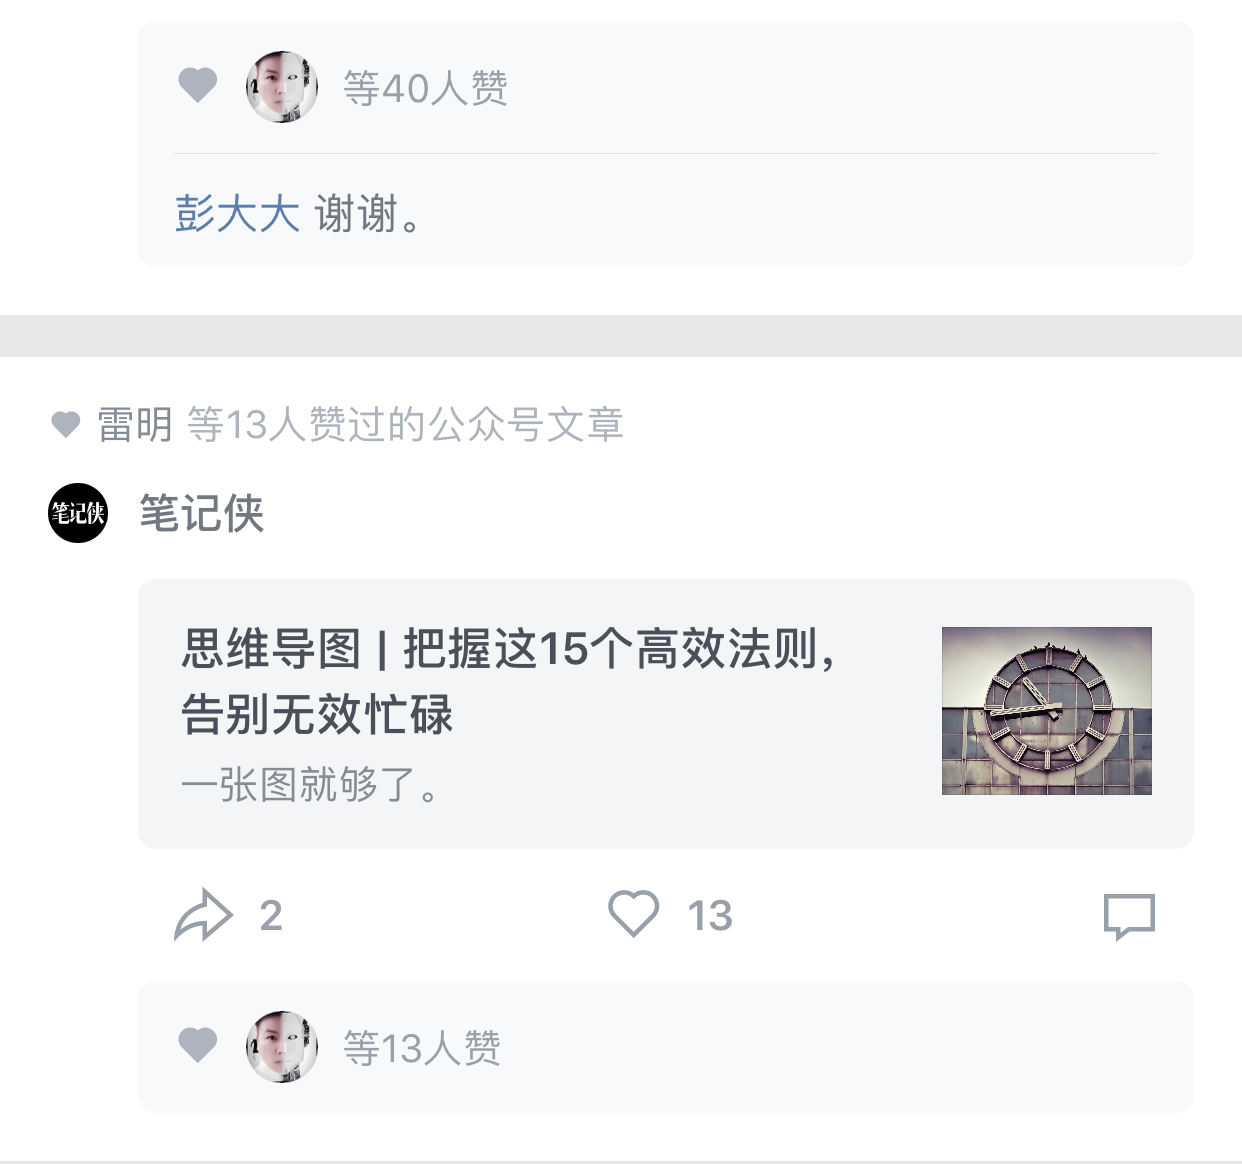 等40人赞
彭大大 谢谢。
雷明 等13人赞过的公众号文章
笔记侠
笔记侠
思维导图 | 把握这15个高效法则，
告别无效忙碌
一张图就够了。
2
13
等13人赞